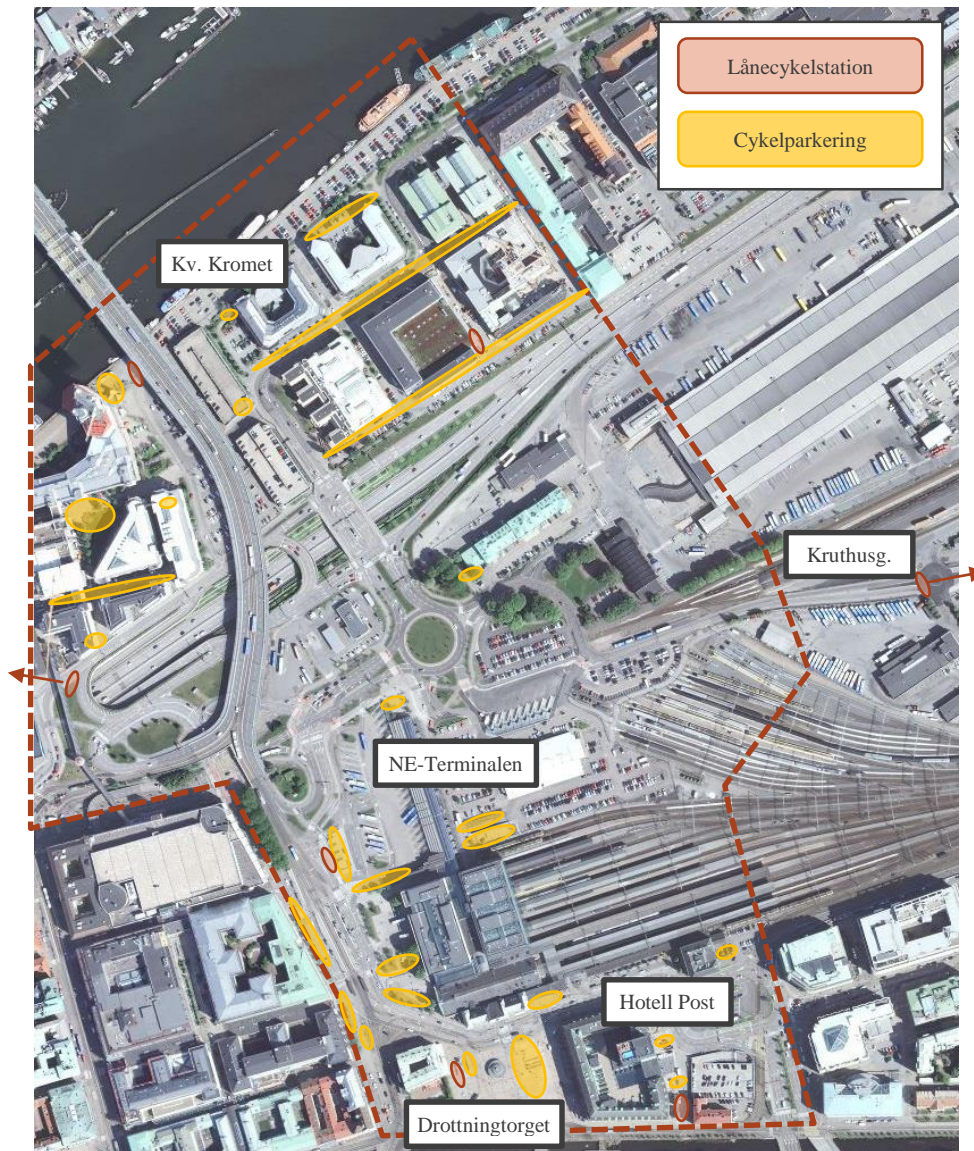 Lånecykelstation
Cykelparkering
Kv. Kromet
Kruthusg.
NE-Terminalen
Hotell Post
Drottningtorget